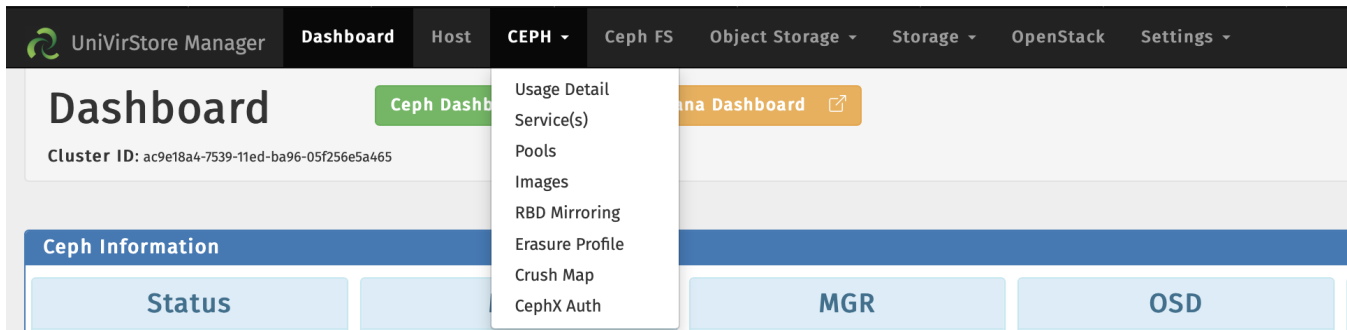 UniVirStore Manager Dashboard Host CEPH Ceph FS Object Storage Storage OpenStack Settings
Dashboard
Ceph Dashb
ana Dashboard
Cluster ID: ac9e18a4-7539-11ed-ba96-05f256e5a465
Usage Detail
Service(s)
Pools
Images
RBD Mirroring
Erasure Profile
Crush Map
CephX Auth
Ceph Information
Status MGR OSD